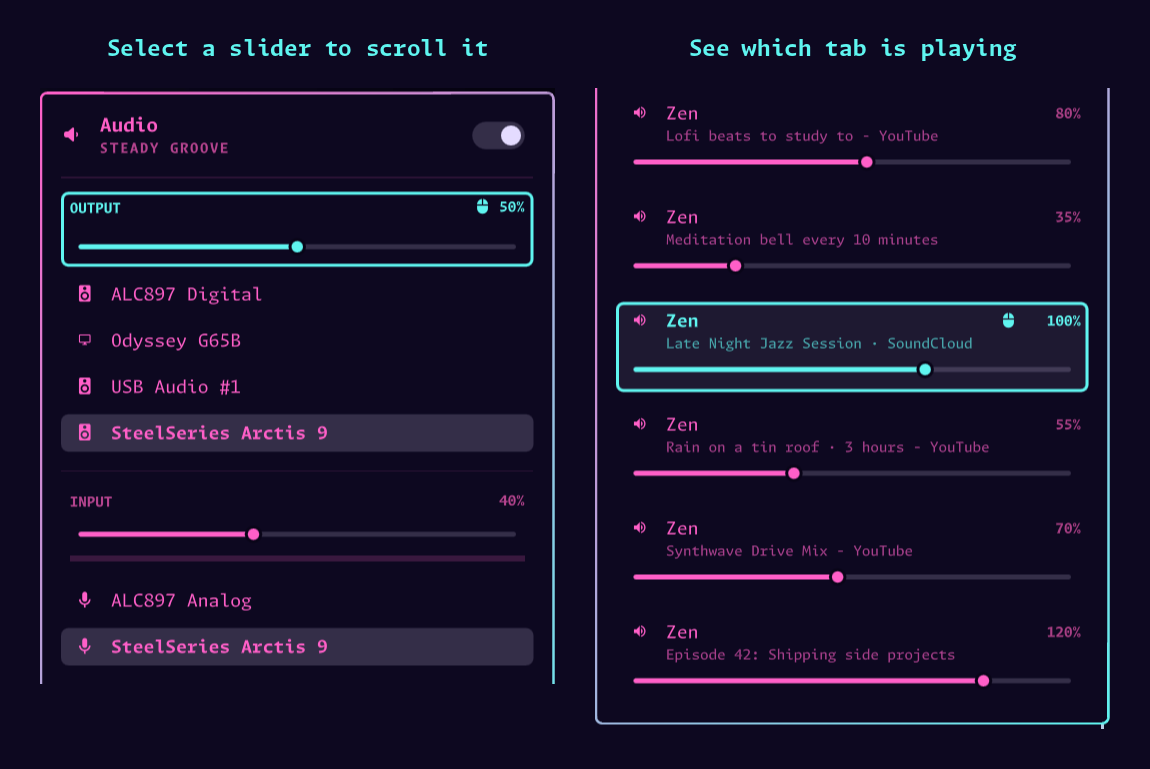 Select a slider to scroll it
Audio
STEADY GROOVE
OUTPUT 50%
ALC897 Digital
Odyssey G65B
USB Audio #1
SteelSeries Arctis 9
INPUT 40%
ALC897 Analog
SteelSeries Arctis 9
See which tab is playing
Zen 80%
Lofi beats to study to - YouTube
Zen 35%
Meditation bell every 10 minutes
Zen 100%
Late Night Jazz Session · SoundCloud
Zen 55%
Rain on a tin roof · 3 hours - YouTube
Zen 70%
Synthwave Drive Mix - YouTube
Zen 120%
Episode 42: Shipping side projects